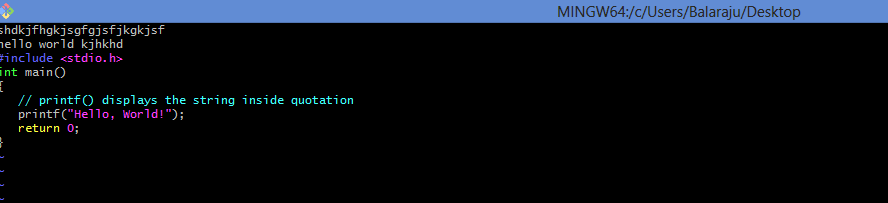 MINGW64:/c/Users/Balaraju/Desktop
shdkjfhgkjsgfgjsfjkgkjsf
hello world kjhkhd
#include <stdio.h>
int main()
{
   // printf() displays the string inside quotation
   printf("Hello, World!");
   return 0;
}
~
~
~
~